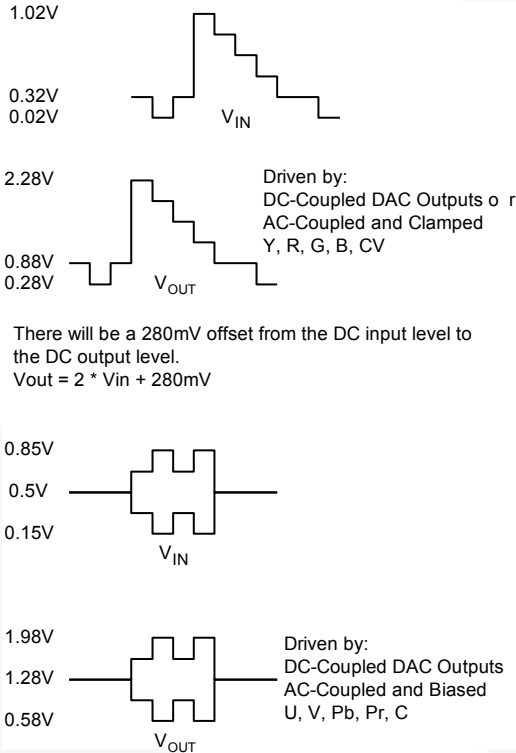 1.02V
0.32V
0.02V
VIN
2.28V
Driven by:
DC-Coupled DAC Outputs o r
AC-Coupled and Clamped
Y, R, G, B, CV
0.88V
0.28V
VOUT
There will be a 280mV offset from the DC input level to
the DC output level.
Vout = 2 * Vin + 280mV
0.85V
0.5V
0.15V
VIN
1.98V
Driven by:
DC-Coupled DAC Outputs
1.28V
AC-Coupled and Biased
U, V, Pb, Pr, C
0.58V
VOUT